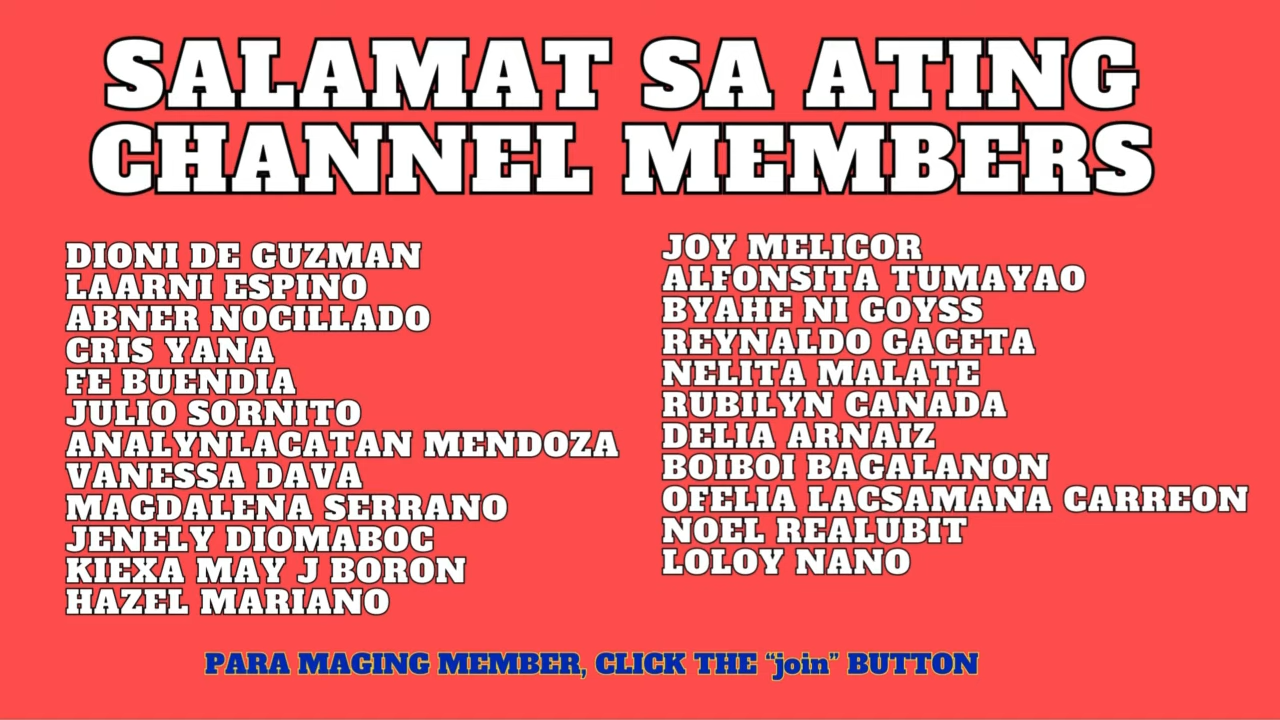 SALAMAT SA ATING
CHANNEL MEMBERS
DIONI DE GUZMAN
LAARNI ESPINO
ABNER NOCILLADO
CRIS YANA
FE BUENDIA
JULIO SORNITO
ANALYNLACATAN MENDOZA
VANESSA DAVA
MAGDALENA SERRANO
JENELY DIOMABOC
KIEXA MAY J BORON
HAZEL MARIANO
JOY MELICOR
ALFONSITA TUMAYAO
BYAHE NI GOYSS
REYNALDO GACETA
NELITA MALATE
RUBILYN CANADA
DELIA ARNAIZ
BOIBOI BAGALANON
OFELIA LACSAMANA CARREON
NOEL REALUBIT
LOLOY NANO
PARA MAGING MEMBER, CLICK THE “join” BUTTON